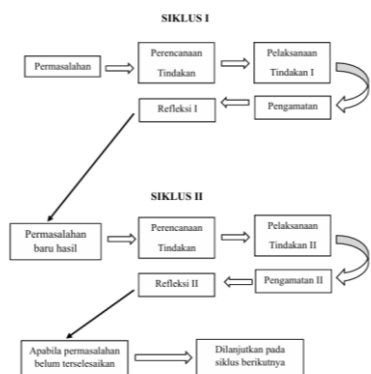 SIKLUS I
Permasalahan
Perencanaan
Tindakan
Pelaksanaan
Tindakan I
Refleksi I
Pengamatan
SIKLUS II
Permasalahan
baru hasil
Perencanaan
Tindakan
Pelaksanaan
Tindakan II
Refleksi II
Pengamatan II
Apabila permasalahan
belum terselesaikan
Dilanjutkan pada
siklus berikutnya